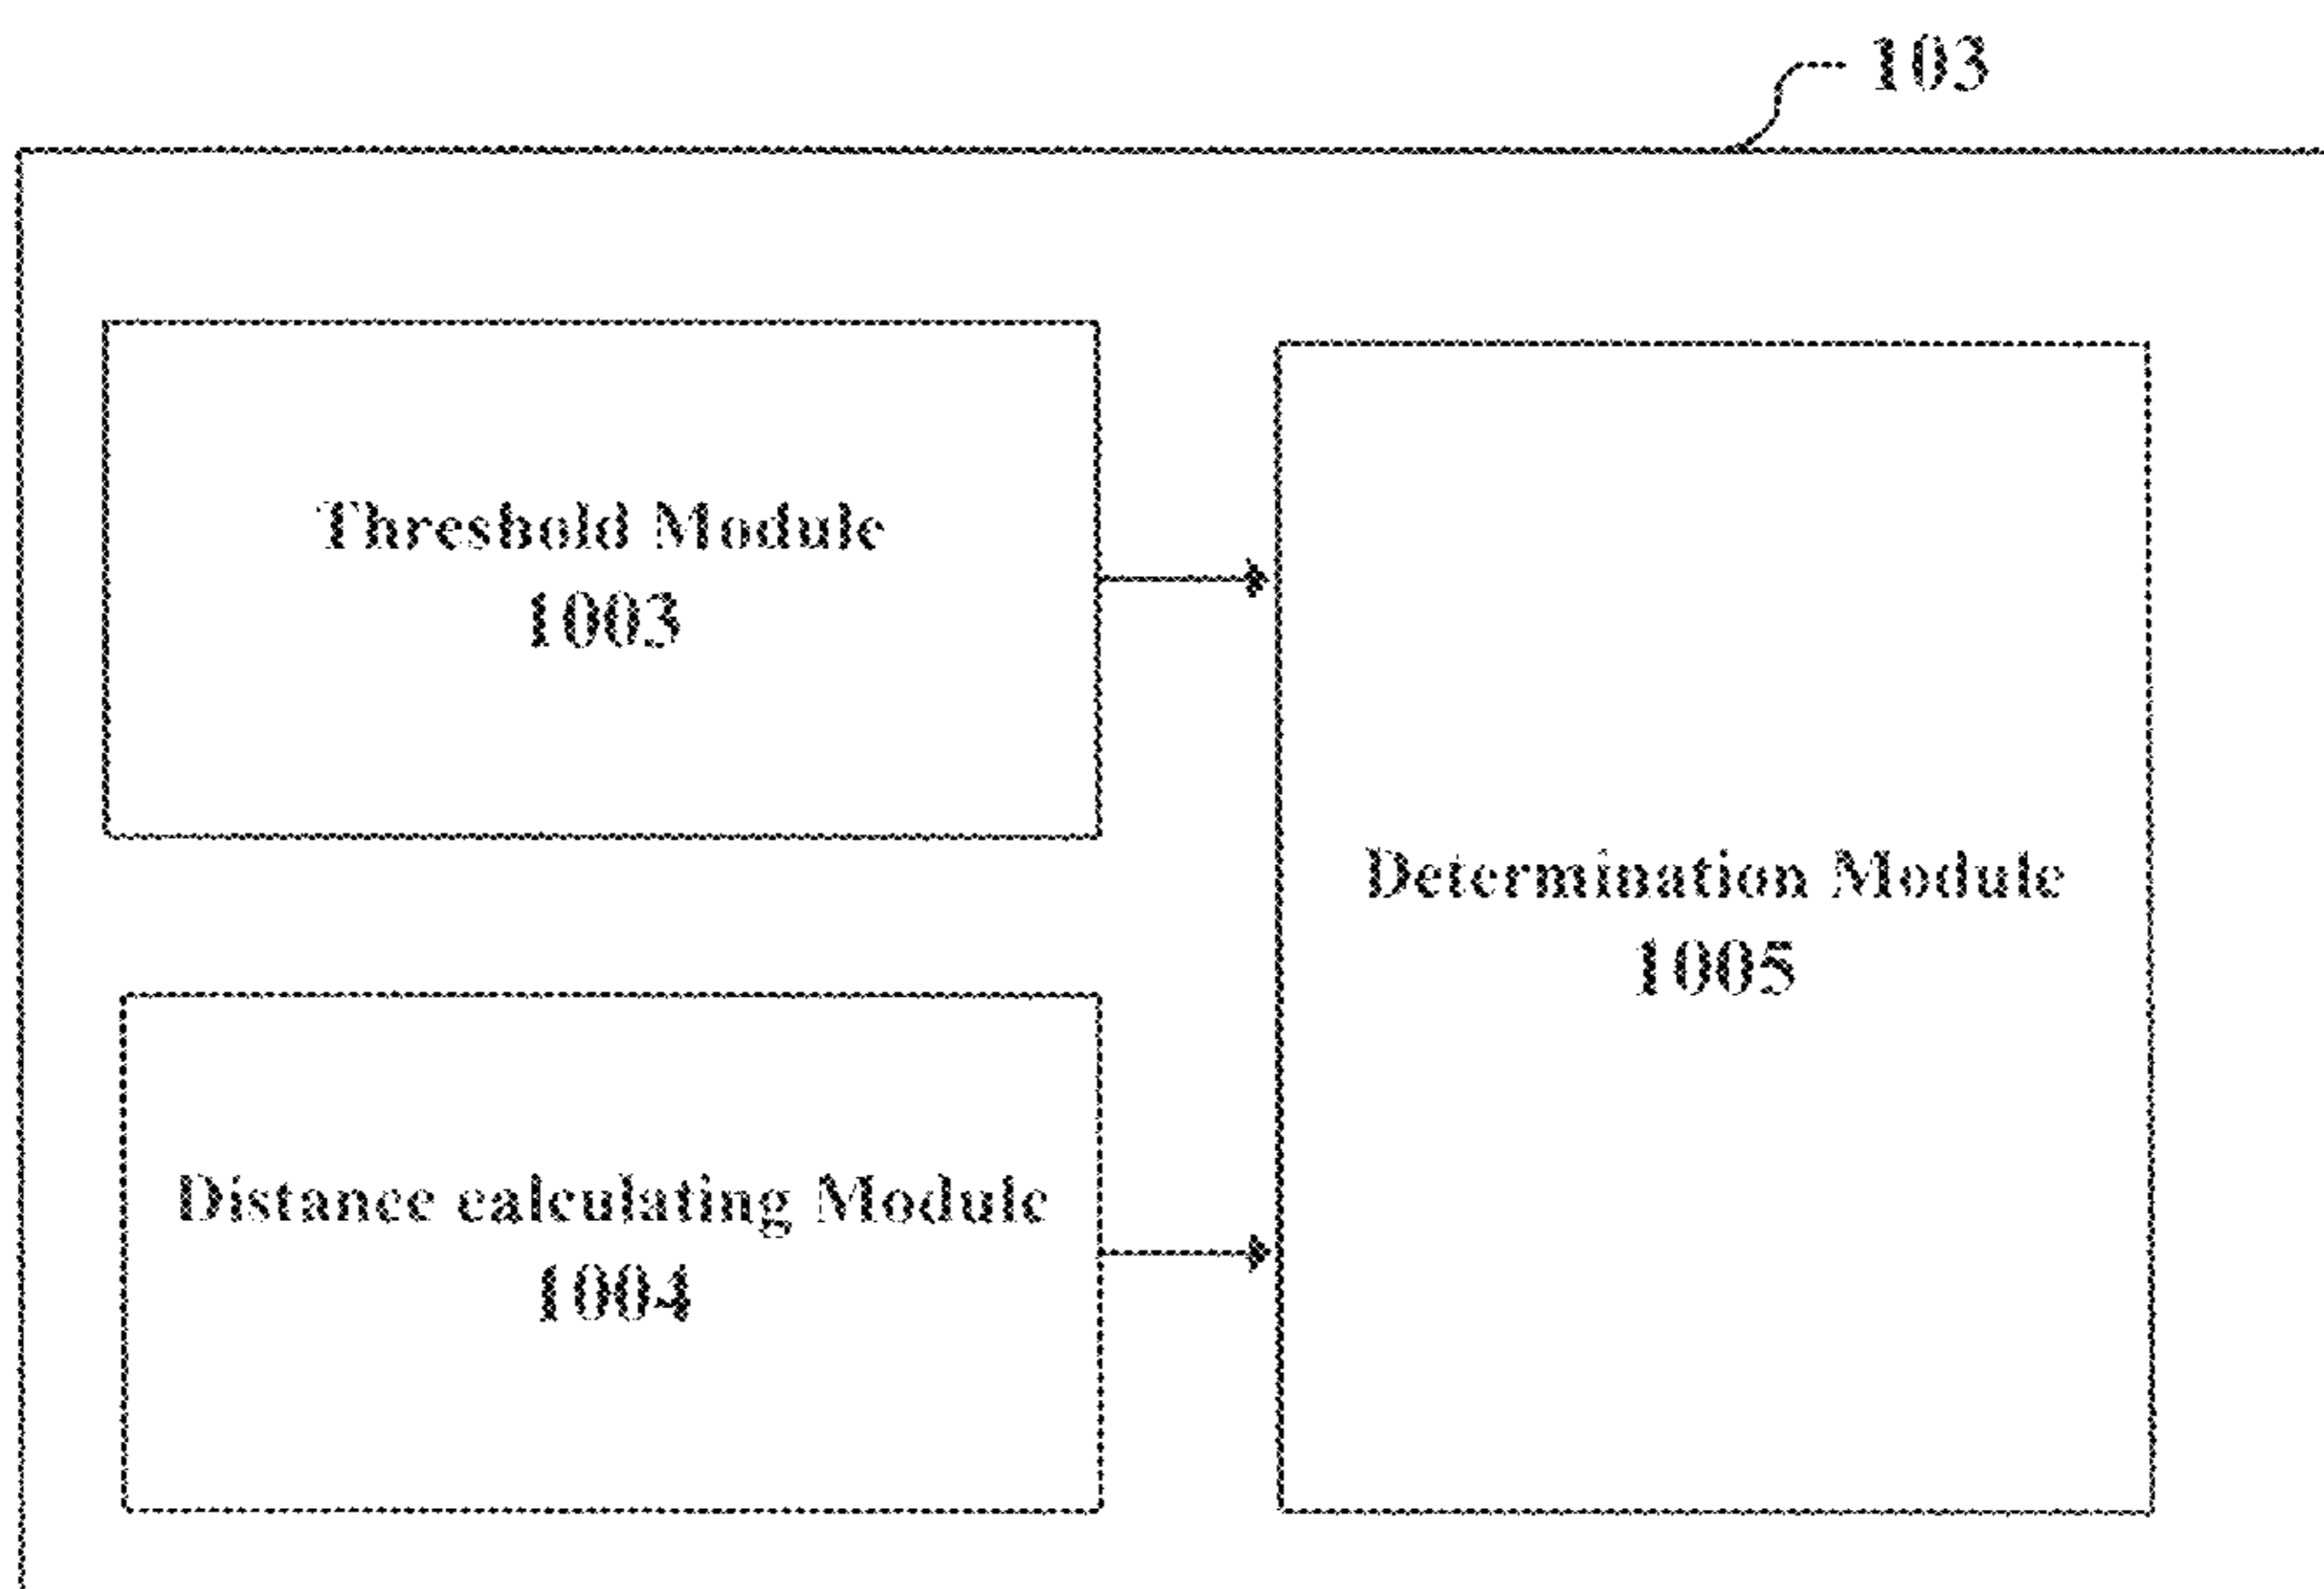 103
Threshold Module
1003
Determination Module
1005
Distance calculating Module
1004